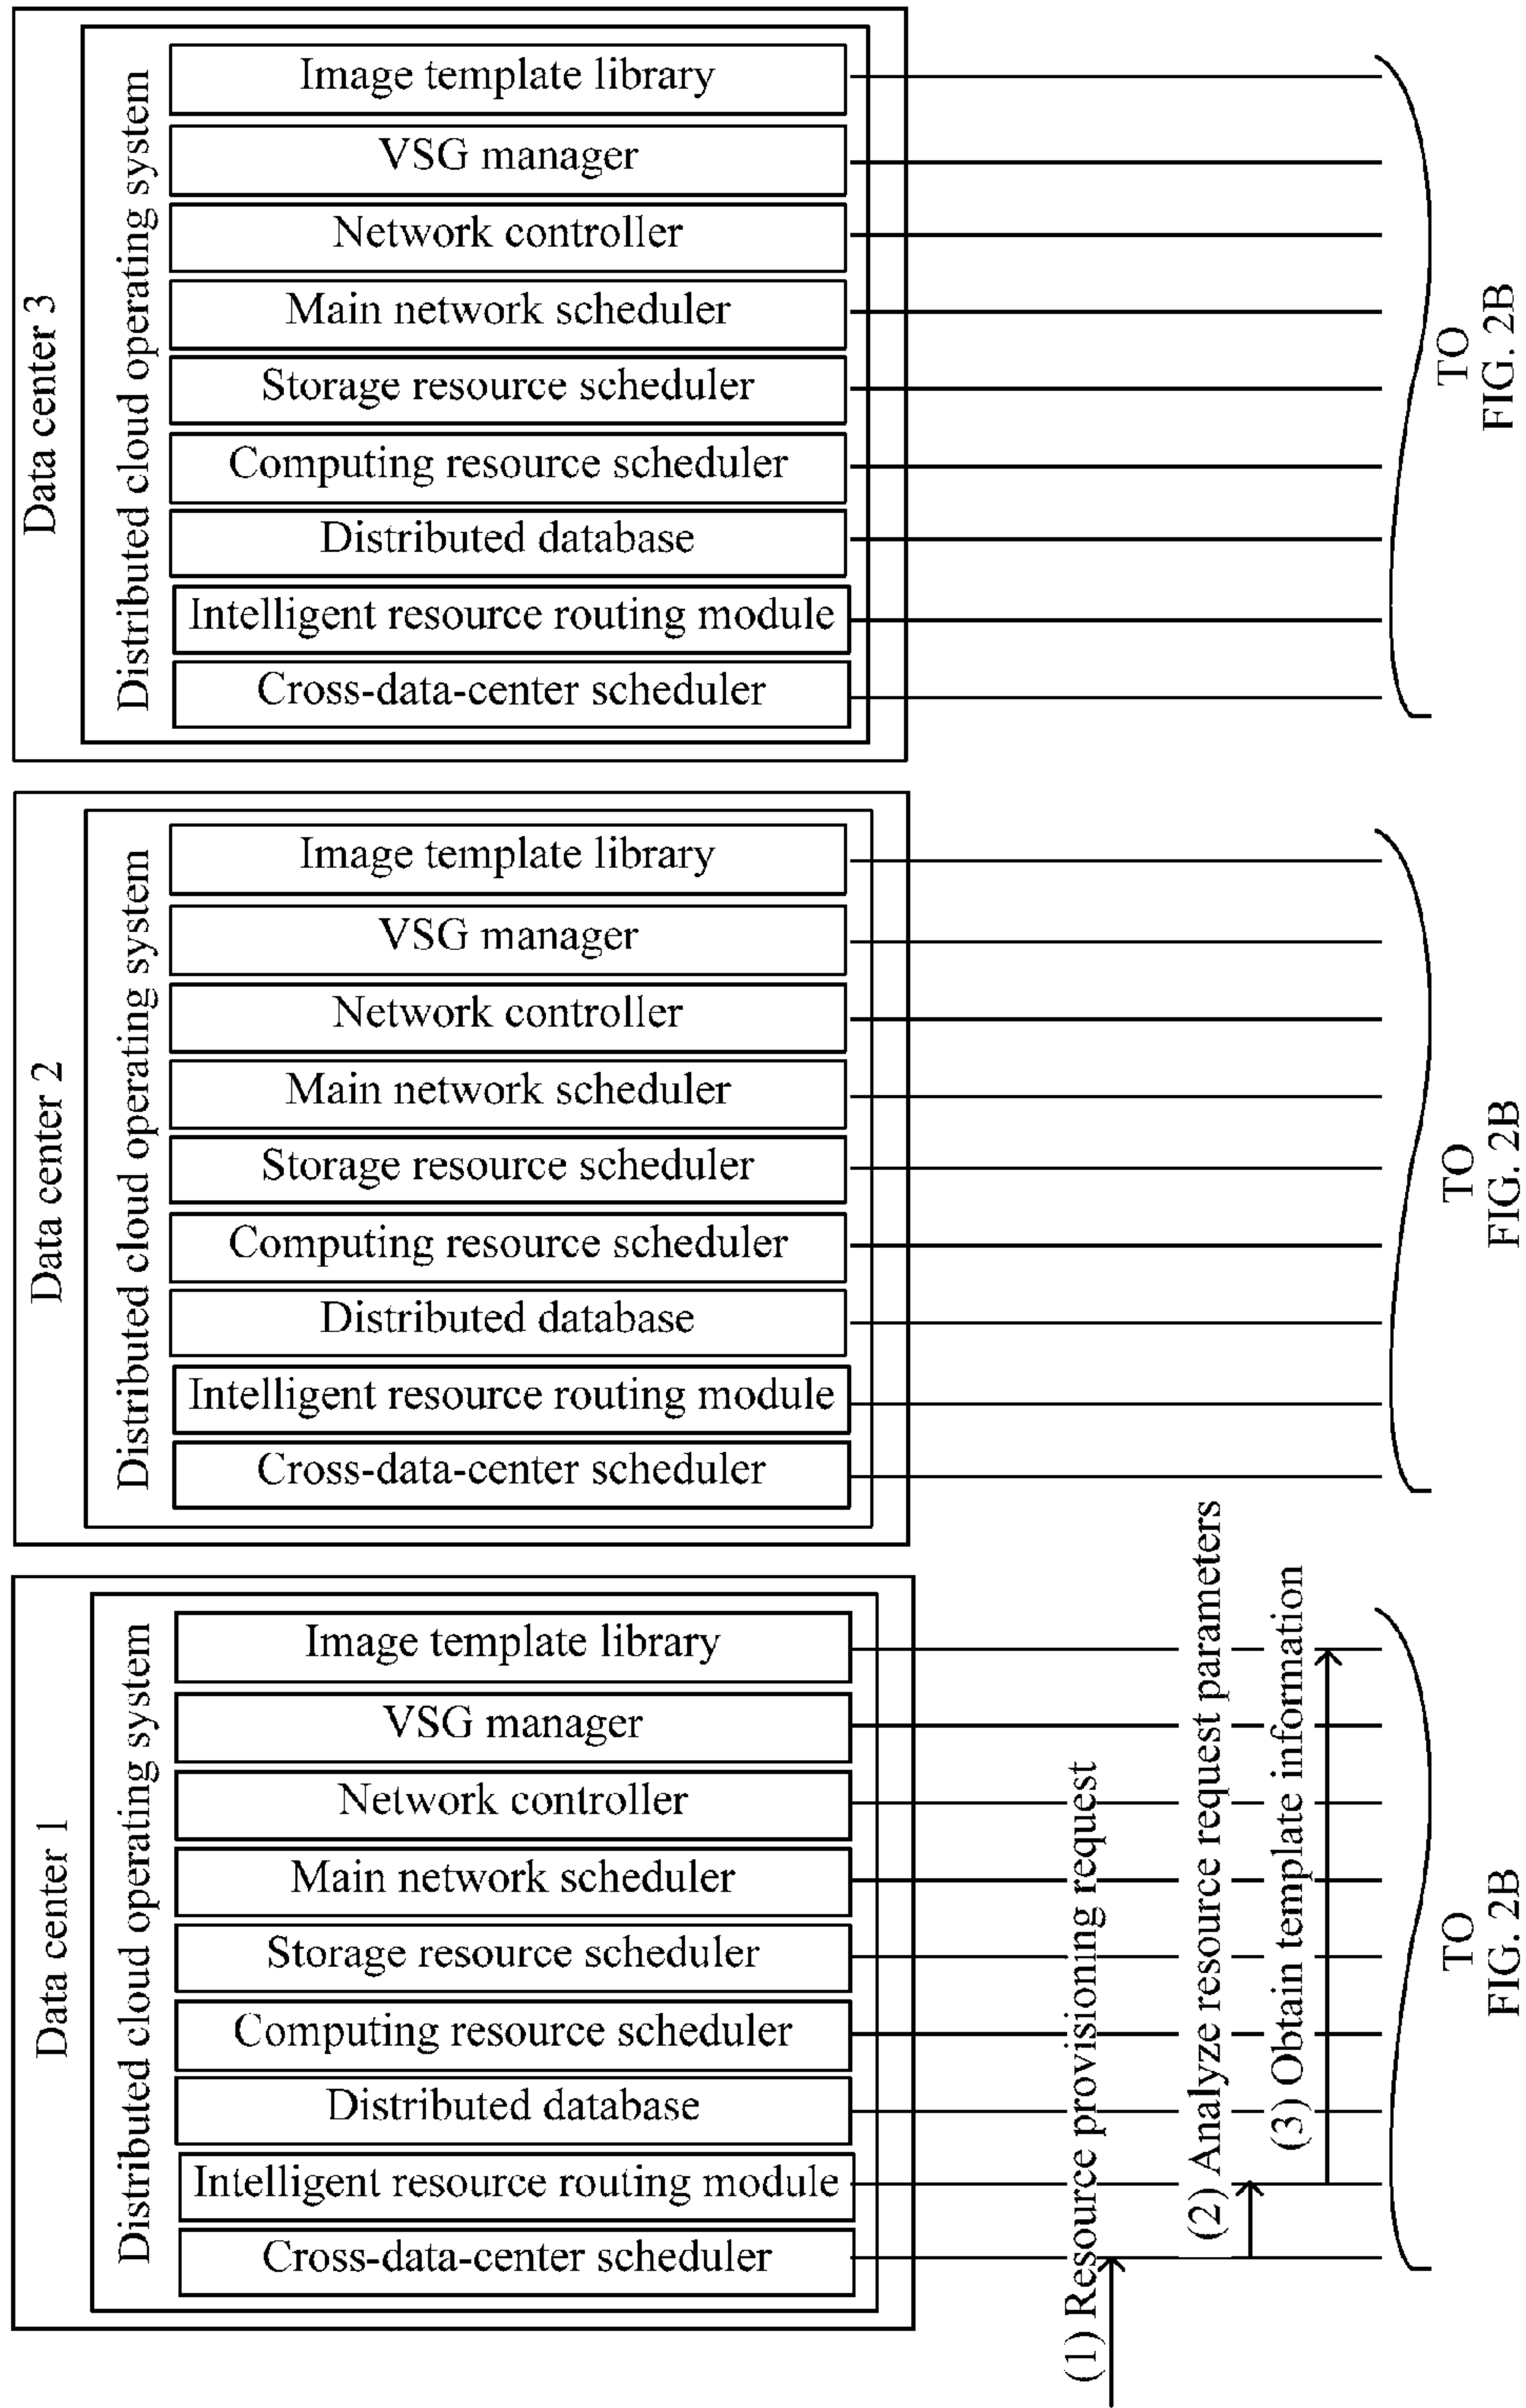 Data center 1
Distributed cloud operating system
Cross-data-center scheduler
Intelligent resource routing module
Distributed database
Computing resource scheduler
Storage resource scheduler
Main network scheduler
Network controller
VSG manager
Image template library
(1) Resource provisioning request
(2) Analyze resource request parameters
(3) Obtain template information
TO
FIG. 2B
Data center 2
Distributed cloud operating system
Cross-data-center scheduler
Intelligent resource routing module
Distributed database
Computing resource scheduler
Storage resource scheduler
Main network scheduler
Network controller
VSG manager
Image template library
TO
FIG. 2B
Data center 3
Distributed cloud operating system
Cross-data-center scheduler
Intelligent resource routing module
Distributed database
Computing resource scheduler
Storage resource scheduler
Main network scheduler
Network controller
VSG manager
Image template library
TO
FIG. 2B